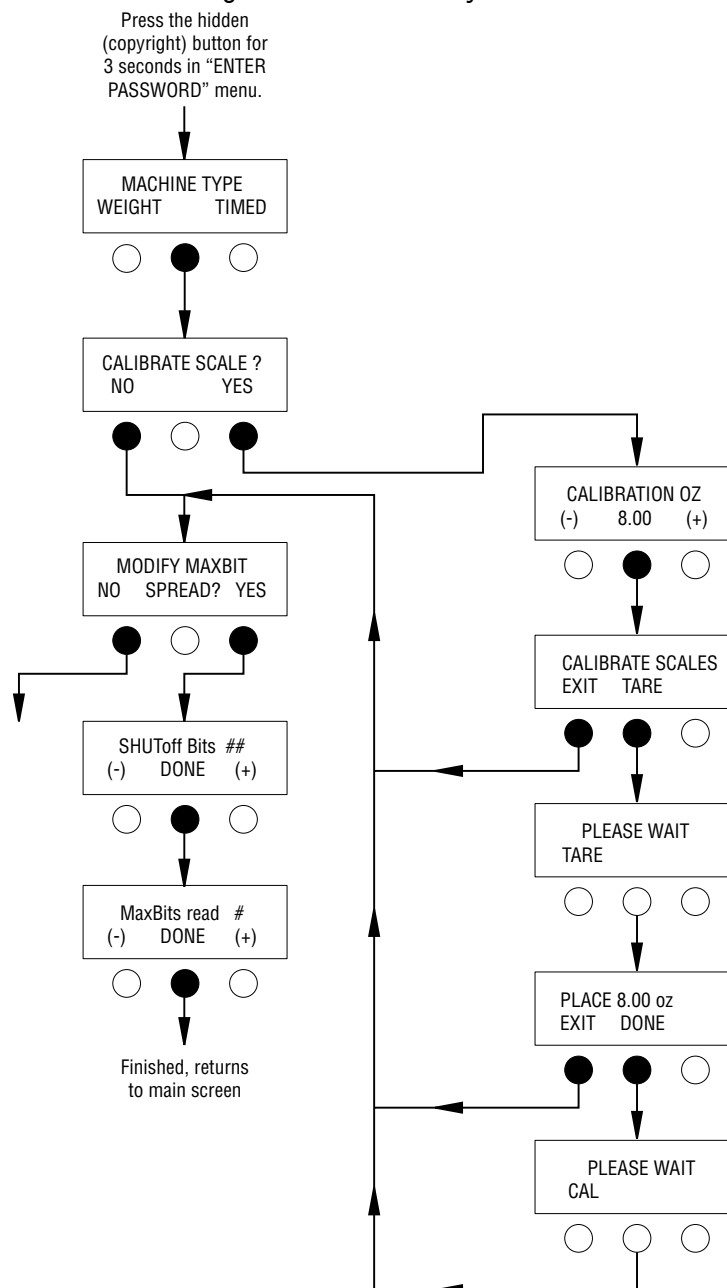 Press the hidden
(copyright) button for
3 seconds in “ENTER
PASSWORD” menu.
MACHINE TYPE
WEIGHT TIMED
CALIBRATE SCALE ?
NO YES
MODIFY MAXBIT
NO SPREAD? YES
SHUToff Bits ##
(-) DONE (+)
MaxBits read #
(-) DONE (+)
Finished, returns
to main screen
CALIBRATION OZ
(-) 8.00 (+)
CALIBRATE SCALES
EXIT TARE
PLEASE WAIT
TARE
PLACE 8.00 oz
EXIT DONE
PLEASE WAIT
CAL